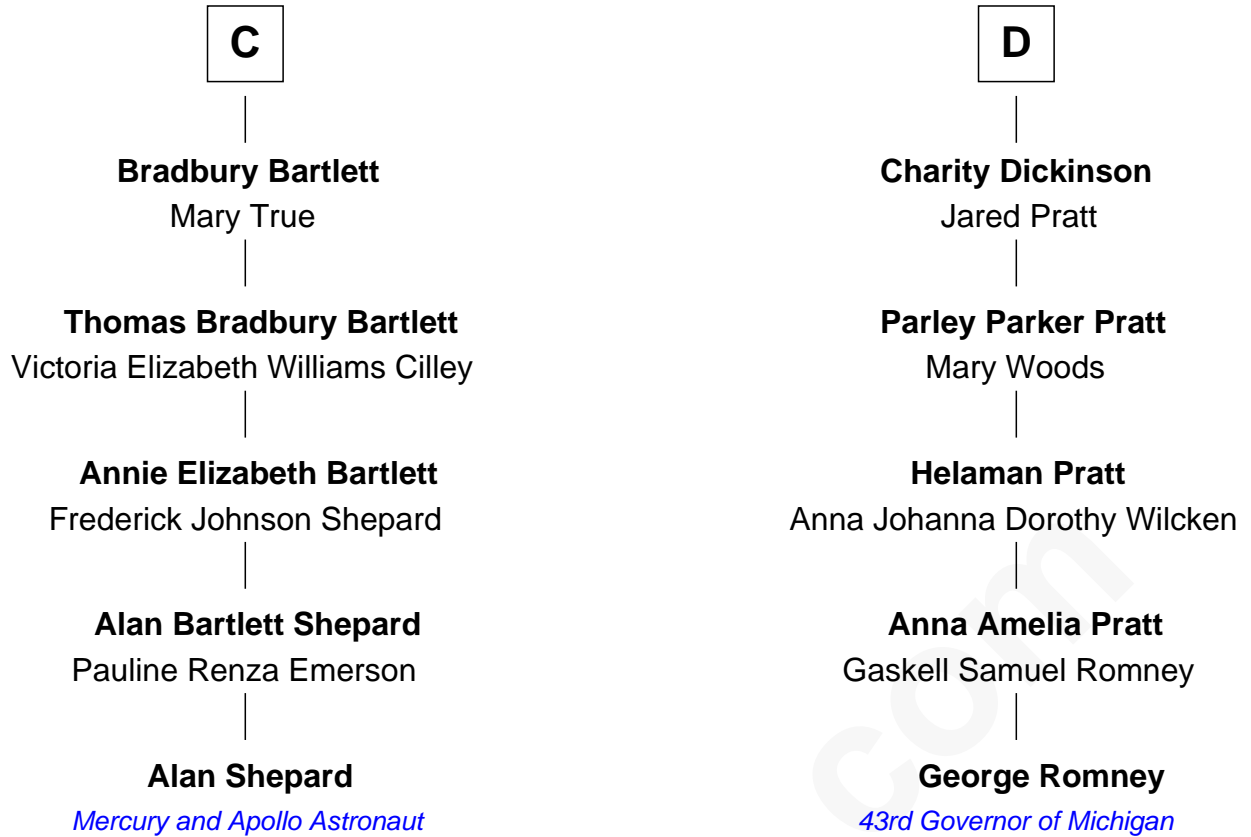 C
Bradbury Bartlett
Mary True
Thomas Bradbury Bartlett
Victoria Elizabeth Williams Cilley
Annie Elizabeth Bartlett
Frederick Johnson Shepard
Alan Bartlett Shepard
Pauline Renza Emerson
Alan Shepard
Mercury and Apollo Astronaut
D
Charity Dickinson
Jared Pratt
Parley Parker Pratt
Mary Woods
Helaman Pratt
Anna Johanna Dorothy Wilcken
Anna Amelia Pratt
Gaskell Samuel Romney
George Romney
43rd Governor of Michigan
com